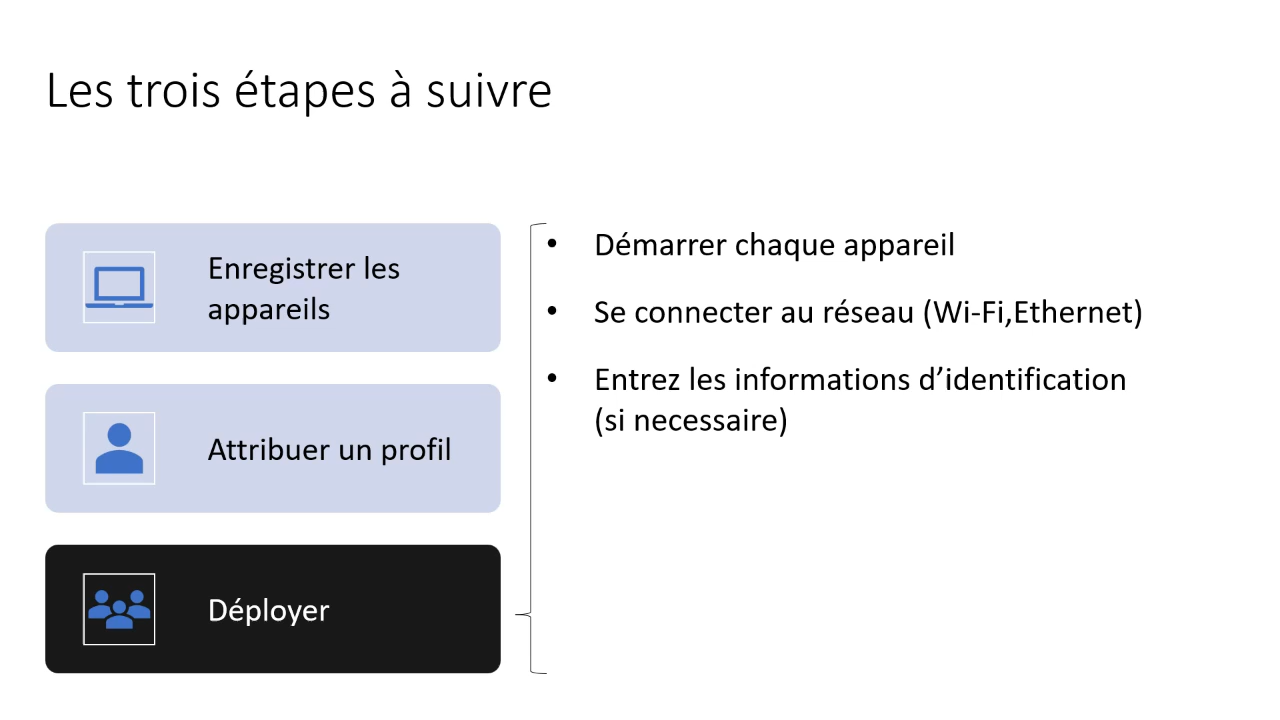 Les trois étapes à suivre
Enregistrer les
appareils
Attribuer un profil
Déployer
• Démarrer chaque appareil
• Se connecter au réseau (Wi-Fi,Ethernet)
• Entrez les informations d’identification
(si necessaire)